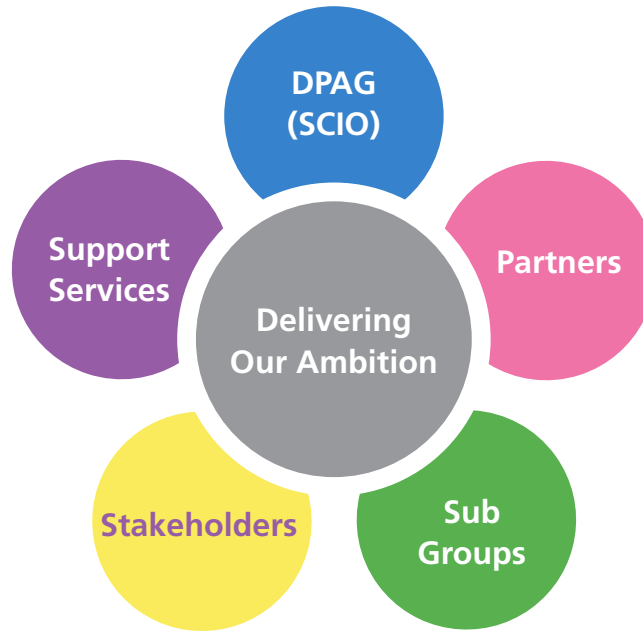 DPAG
(SCIO)
Support
Services
Partners
Delivering
Our Ambition
Stakeholders
Sub
Groups